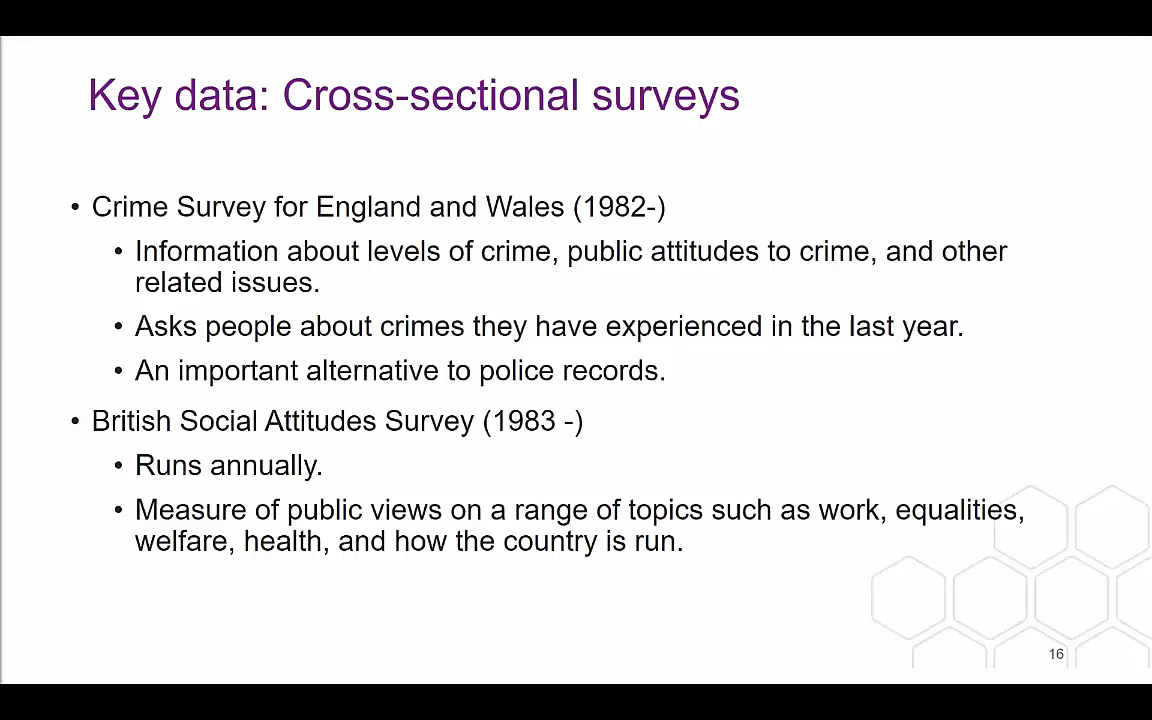 Key data: Cross-sectional surveys
• Crime Survey for England and Wales (1982-)
• Information about levels of crime, public attitudes to crime, and other
related issues.
• Asks people about crimes they have experienced in the last year.
• An important alternative to police records.
• British Social Attitudes Survey (1983 -)
• Runs annually.
• Measure of public views on a range of topics such as work, equalities,
welfare, health, and how the country is run.
16